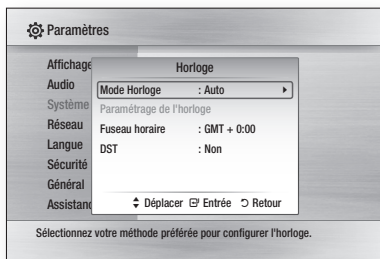 Paramètres
Affichage
Audio
Système
Réseau
Langue
Sécurité
Général
Horloge
Mode Horloge : Auto
Paramétrage de l'horloge
Fuseau horaire : GMT + 0:00
DST : Non
Déplacer Entrée Retour
Sélectionnez votre méthode préférée pour configurer l'horloge.